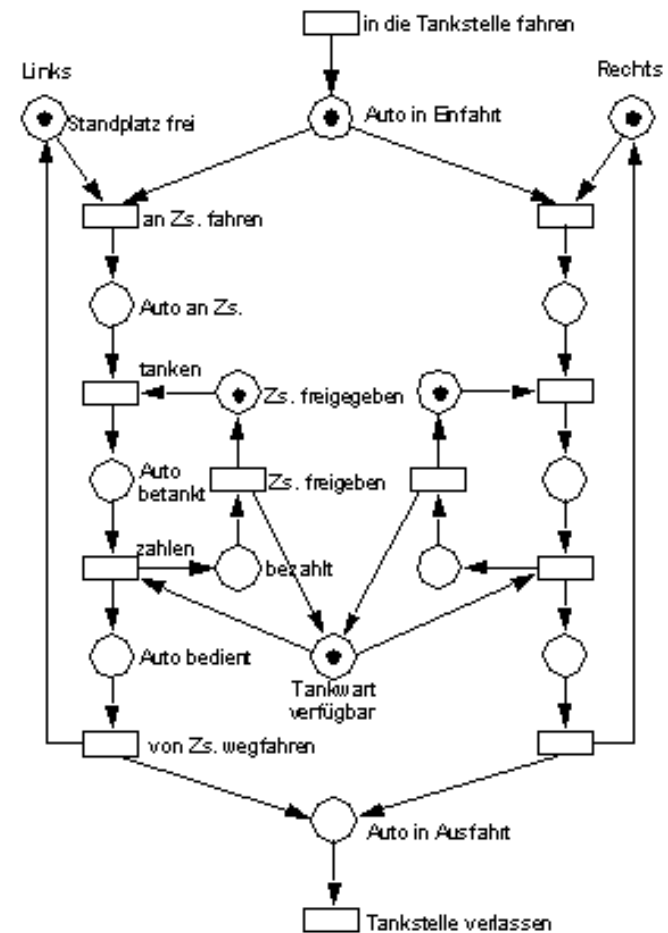 in die Tankstelle fahren
Links
Rechts
Auto in Einfahrt
Standplatz frei
an Zs. fahren
Auto an Zs.
tanken
Zs. freigegeben
Auto
betankt
Zs. freigeben
zahlen
bezahlt
Auto bedient
Tankwart
verfügbar
von Zs. wegfahren
Auto in Ausfahrt
Tankstelle verlassen